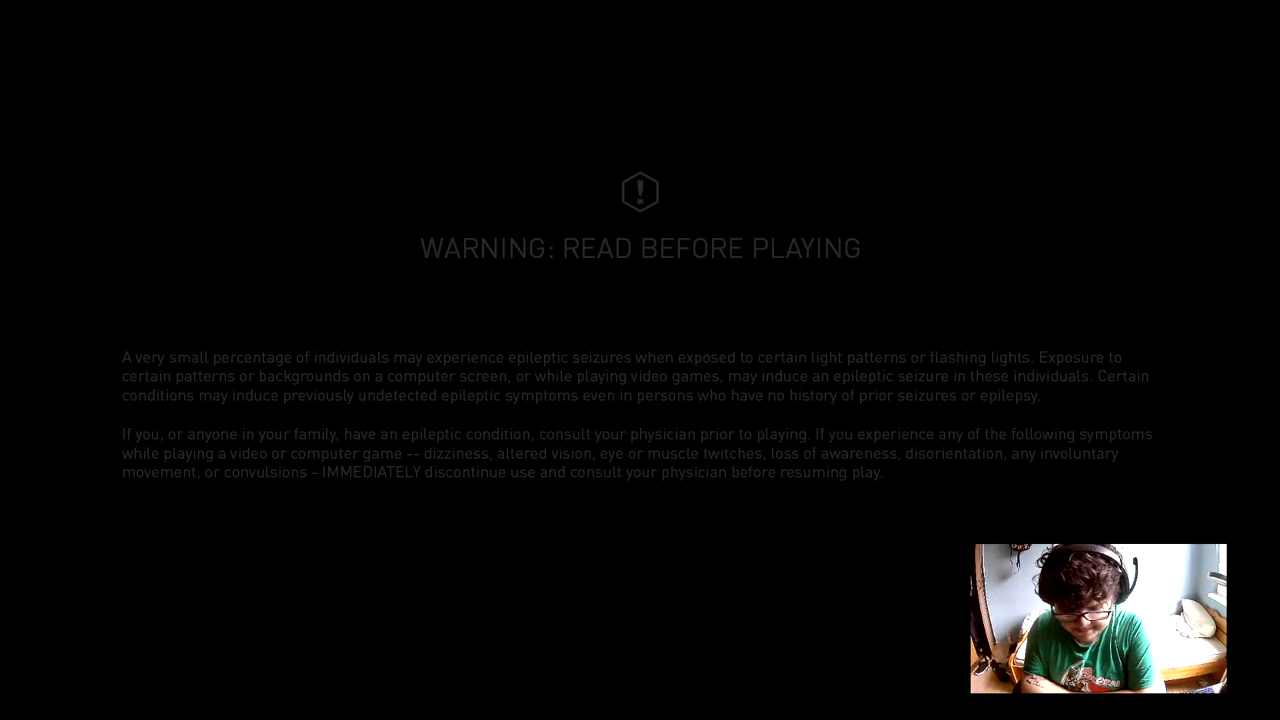 WARNING: READ BEFORE PLAYING
A very small percentage of individuals may experience epileptic seizures when exposed to certain light patterns or flashing lights. Exposure to
certain patterns or backgrounds on a computer screen, or while playing video games, may induce an epileptic seizure in these individuals. Certain
conditions may induce previously undetected epileptic symptoms even in persons who have no history of prior seizures or epilepsy.
If you, or anyone in your family, have an epileptic condition, consult your physician prior to playing. If you experience any of the following symptoms
while playing a video or computer game -- dizziness, altered vision, eye or muscle twitches, loss of awareness, disorientation, any involuntary
movement, or convulsions – IMMEDIATELY discontinue use and consult your physician before resuming play.